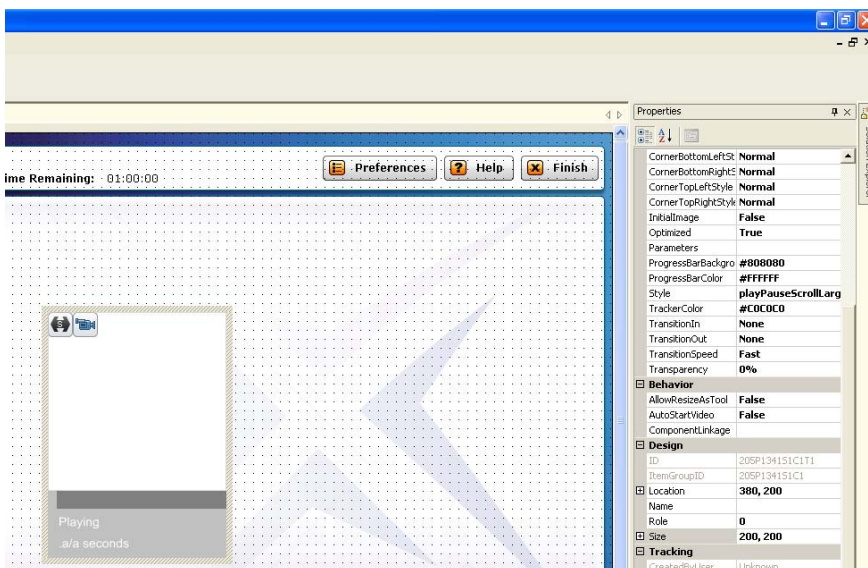 Properties
ime Remaining: 01:00:00
Preferences
Help
Finish
CornerBottomLeftSt Normal
CornerBottomRightS Normal
CornerTopLeftStyle Normal
CornerTopRightStyle Normal
InitialImage False
Optimized True
Parameters
ProgressBarBackgro #808080
ProgressBarColor #FFFFFF
Style playPauseScrollLarg
TrackerColor #C0C0C0
TransitionIn None
TransitionOut None
TransitionSpeed Fast
Transparency 0%
Behavior
AllowResizeAsTool False
AutoStartVideo False
ComponentLinkage
Design
ID 205P134151C1T1
ItemGroupID 205P134151C1
Location 380, 200
Name
Role 0
Size 200, 200
Tracking
CreatedByUser Unknown
Playing
.a/a seconds